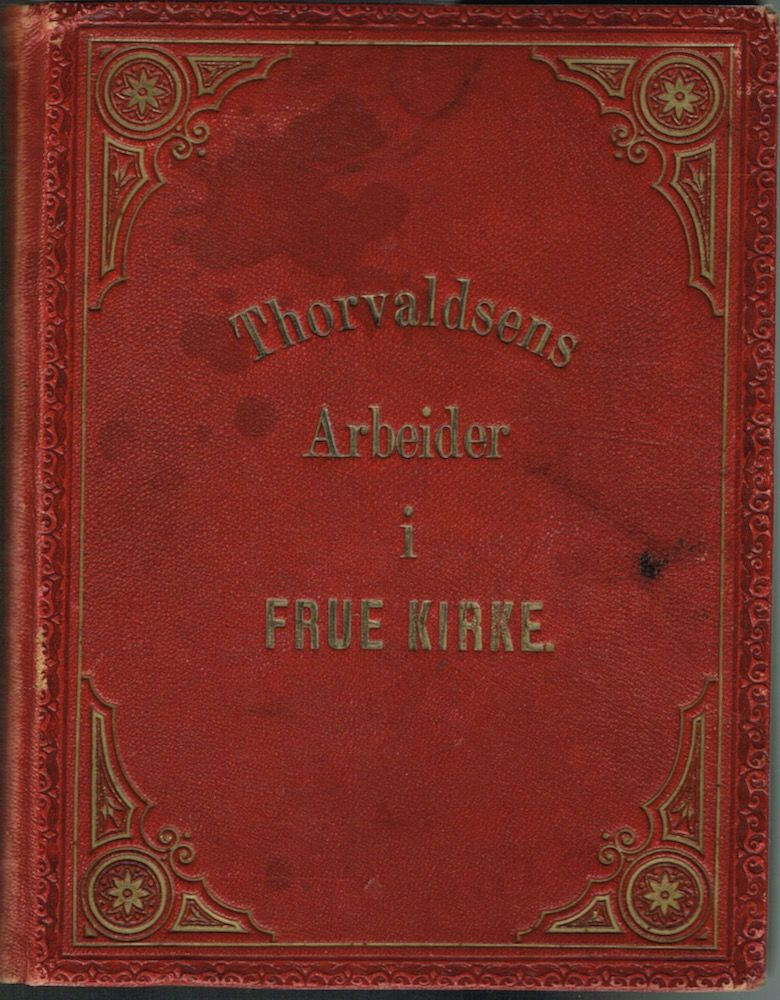 Thorvaldsens
Arbeider
i
FRUE KIRKE.